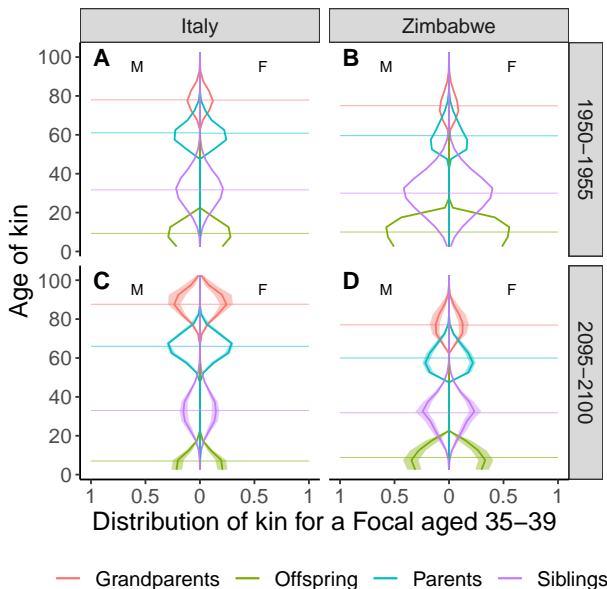 Italy
Zimbabwe
A
M
F
B
M
F
100
80
60
40
20
0
1950−1955
C
M
F
D
M
F
100
80
60
40
20
0
2095−2100
Age of kin
1
0.5
0
0.5
1
1
0.5
0
0.5
1
Distribution of kin for a Focal aged 35−39
Grandparents
Offspring
Parents
Siblings